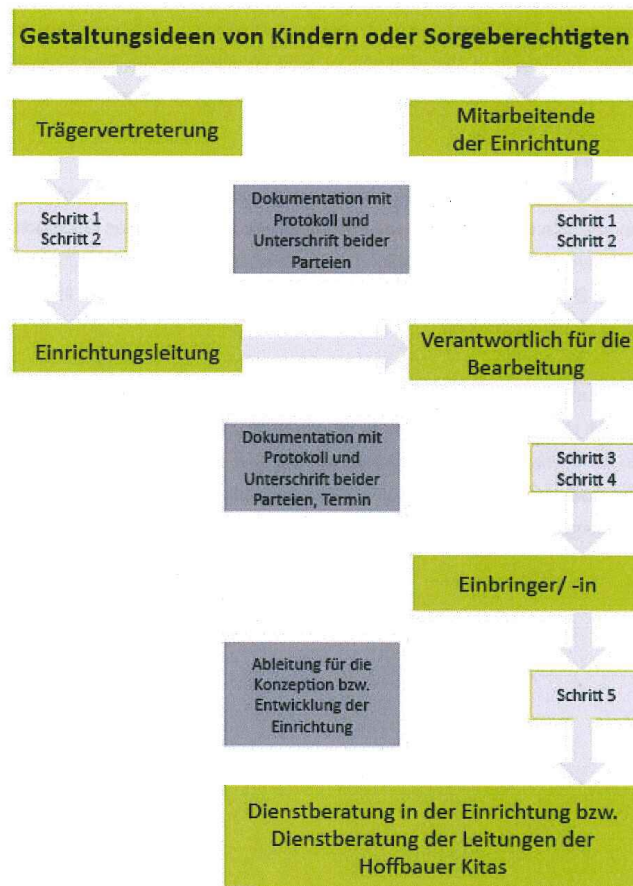 Gestaltungsideen von Kindern oder Sorgeberechtigten
Trägervertreterung
Mitarbeitende
der Einrichtung
Schritt 1
Schritt 2
Dokumentation mit
Protokoll und
Unterschrift beider
Parteien
Schritt 1
Schritt 2
Einrichtungsleitung
Verantwortlich für die
Bearbeitung
Dokumentation mit
Protokoll und
Unterschrift beider
Parteien, Termin
Schritt 3
Schritt 4
Einbringer/ -in
Ableitung für die
Konzeption bzw.
Entwicklung der
Einrichtung
Schritt 5
Dienstberatung in der Einrichtung bzw.
Dienstberatung der Leitungen der
Hoffbauer Kitas